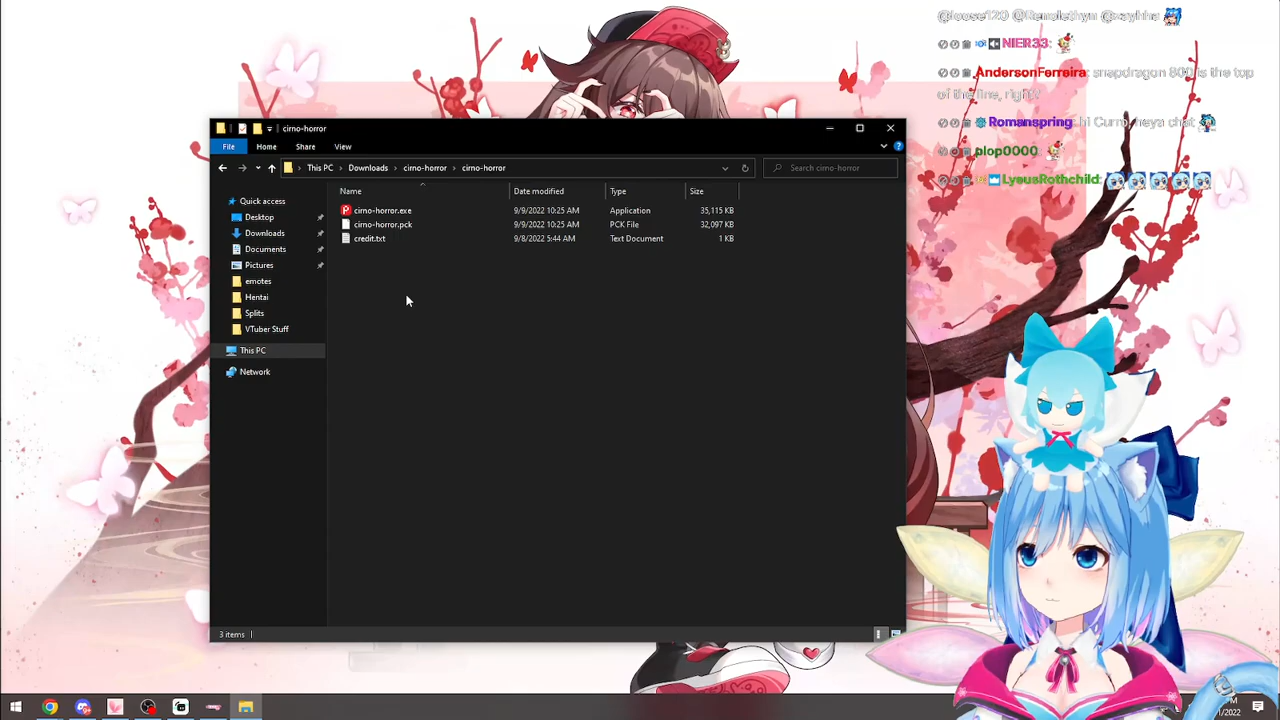 NIER33:
AndersonFerreira: snapdragon 800 is the top
of the line, right?
Romanspring: hi Curro, heya chat
plop0000:
LyeusRothchild:
cirno-horror
File
Home
Share
View
This PC
Downloads
cirno-horror
cirno-horror
Search cirno-horror
Name
Date modified
Type
Size
cirno-horror.exe
9/9/2022 10:25 AM
Application
35,115 KB
cirno-horror.pck
9/9/2022 10:25 AM
PCK File
32,097 KB
credit.txt
9/8/2022 5:44 AM
Text Document
1 KB
Quick access
Desktop
Downloads
Documents
Pictures
emotes
Hentai
Splits
VTuber Stuff
This PC
Network
3 items